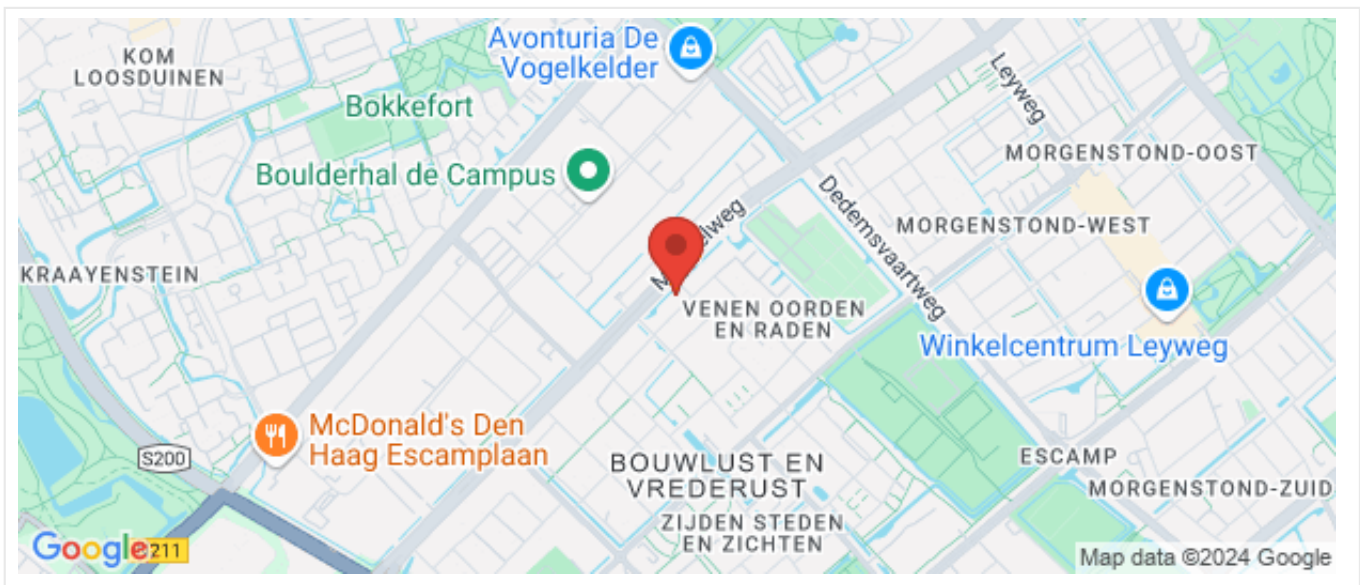 KOM
LOOSDUINEN
Avonturia De
Vogelkelder
Bokkefort
Leyweg
Boulderhal de Campus
MORGENSTOND-OOST
Dedemsvaartweg
MORGENSTOND-WEST
elweg
KRAAYENSTEIN
VENEN OORDEN
EN RADEN
Winkelcentrum Leyweg
McDonald's Den
Haag Escamplaan
S200
BOUWLUST EN
VREDERUST
ESCAMP
MORGENSTOND-ZUID
ZIJDEN STEDEN
EN ZICHTEN
Google
211
Map data ©2024 Google